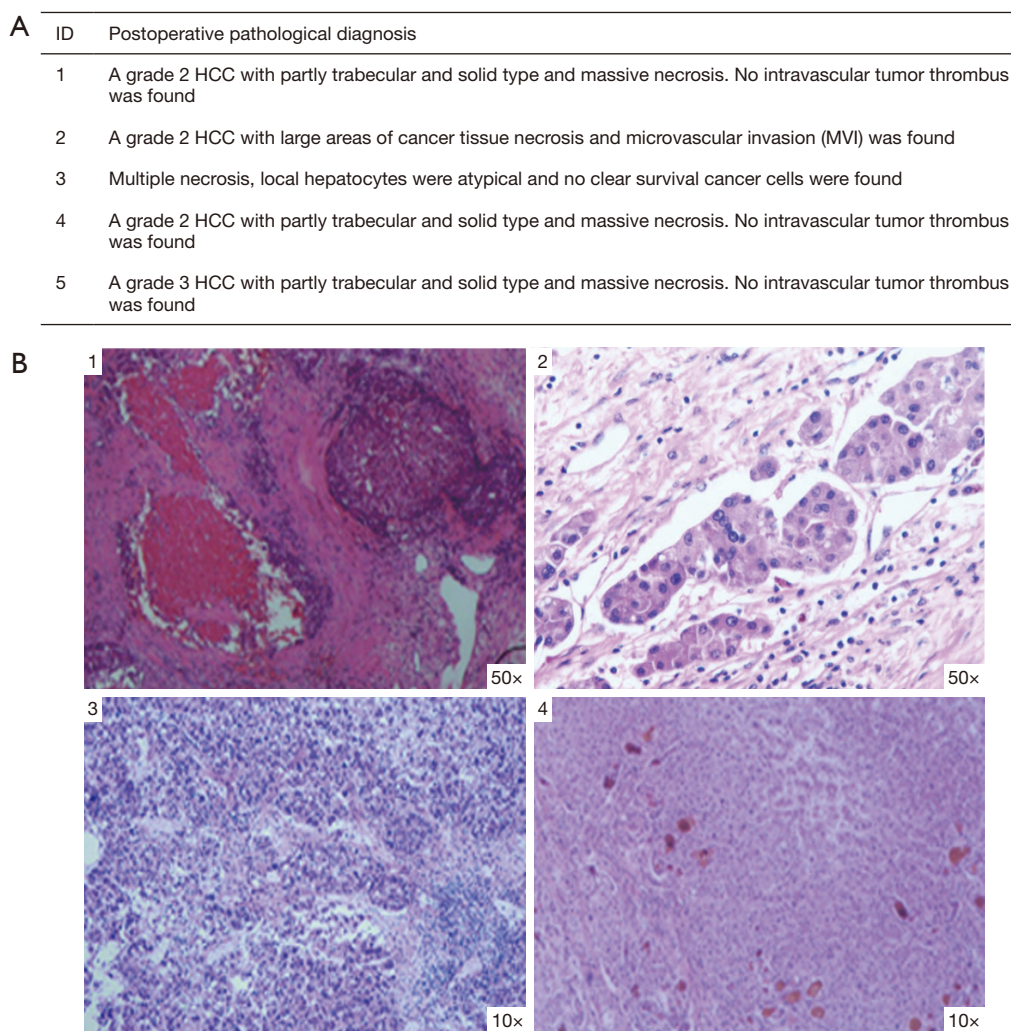 A
ID Postoperative pathological diagnosis
1 A grade 2 HCC with partly trabecular and solid type and massive necrosis. No intravascular tumor thrombus
was found
2 A grade 2 HCC with large areas of cancer tissue necrosis and microvascular invasion (MVI) was found
3 Multiple necrosis, local hepatocytes were atypical and no clear survival cancer cells were found
4 A grade 2 HCC with partly trabecular and solid type and massive necrosis. No intravascular tumor thrombus
was found
5 A grade 3 HCC with partly trabecular and solid type and massive necrosis. No intravascular tumor thrombus
was found
B
1
2
50×
50×
3
4
10×
10×